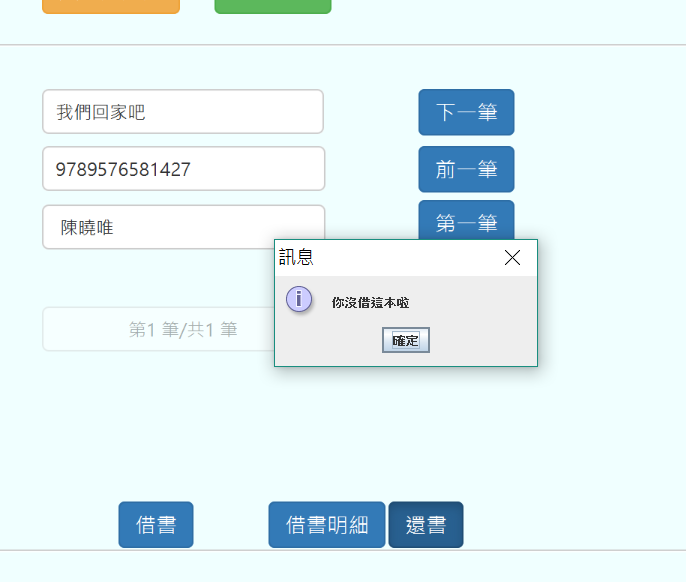 我們回家吧
下一筆
9789576581427
前一筆
陳曉唯
第一筆
訊息
你沒借這本啦
確定
第1 筆/共1 筆
借書
借書明細
還書